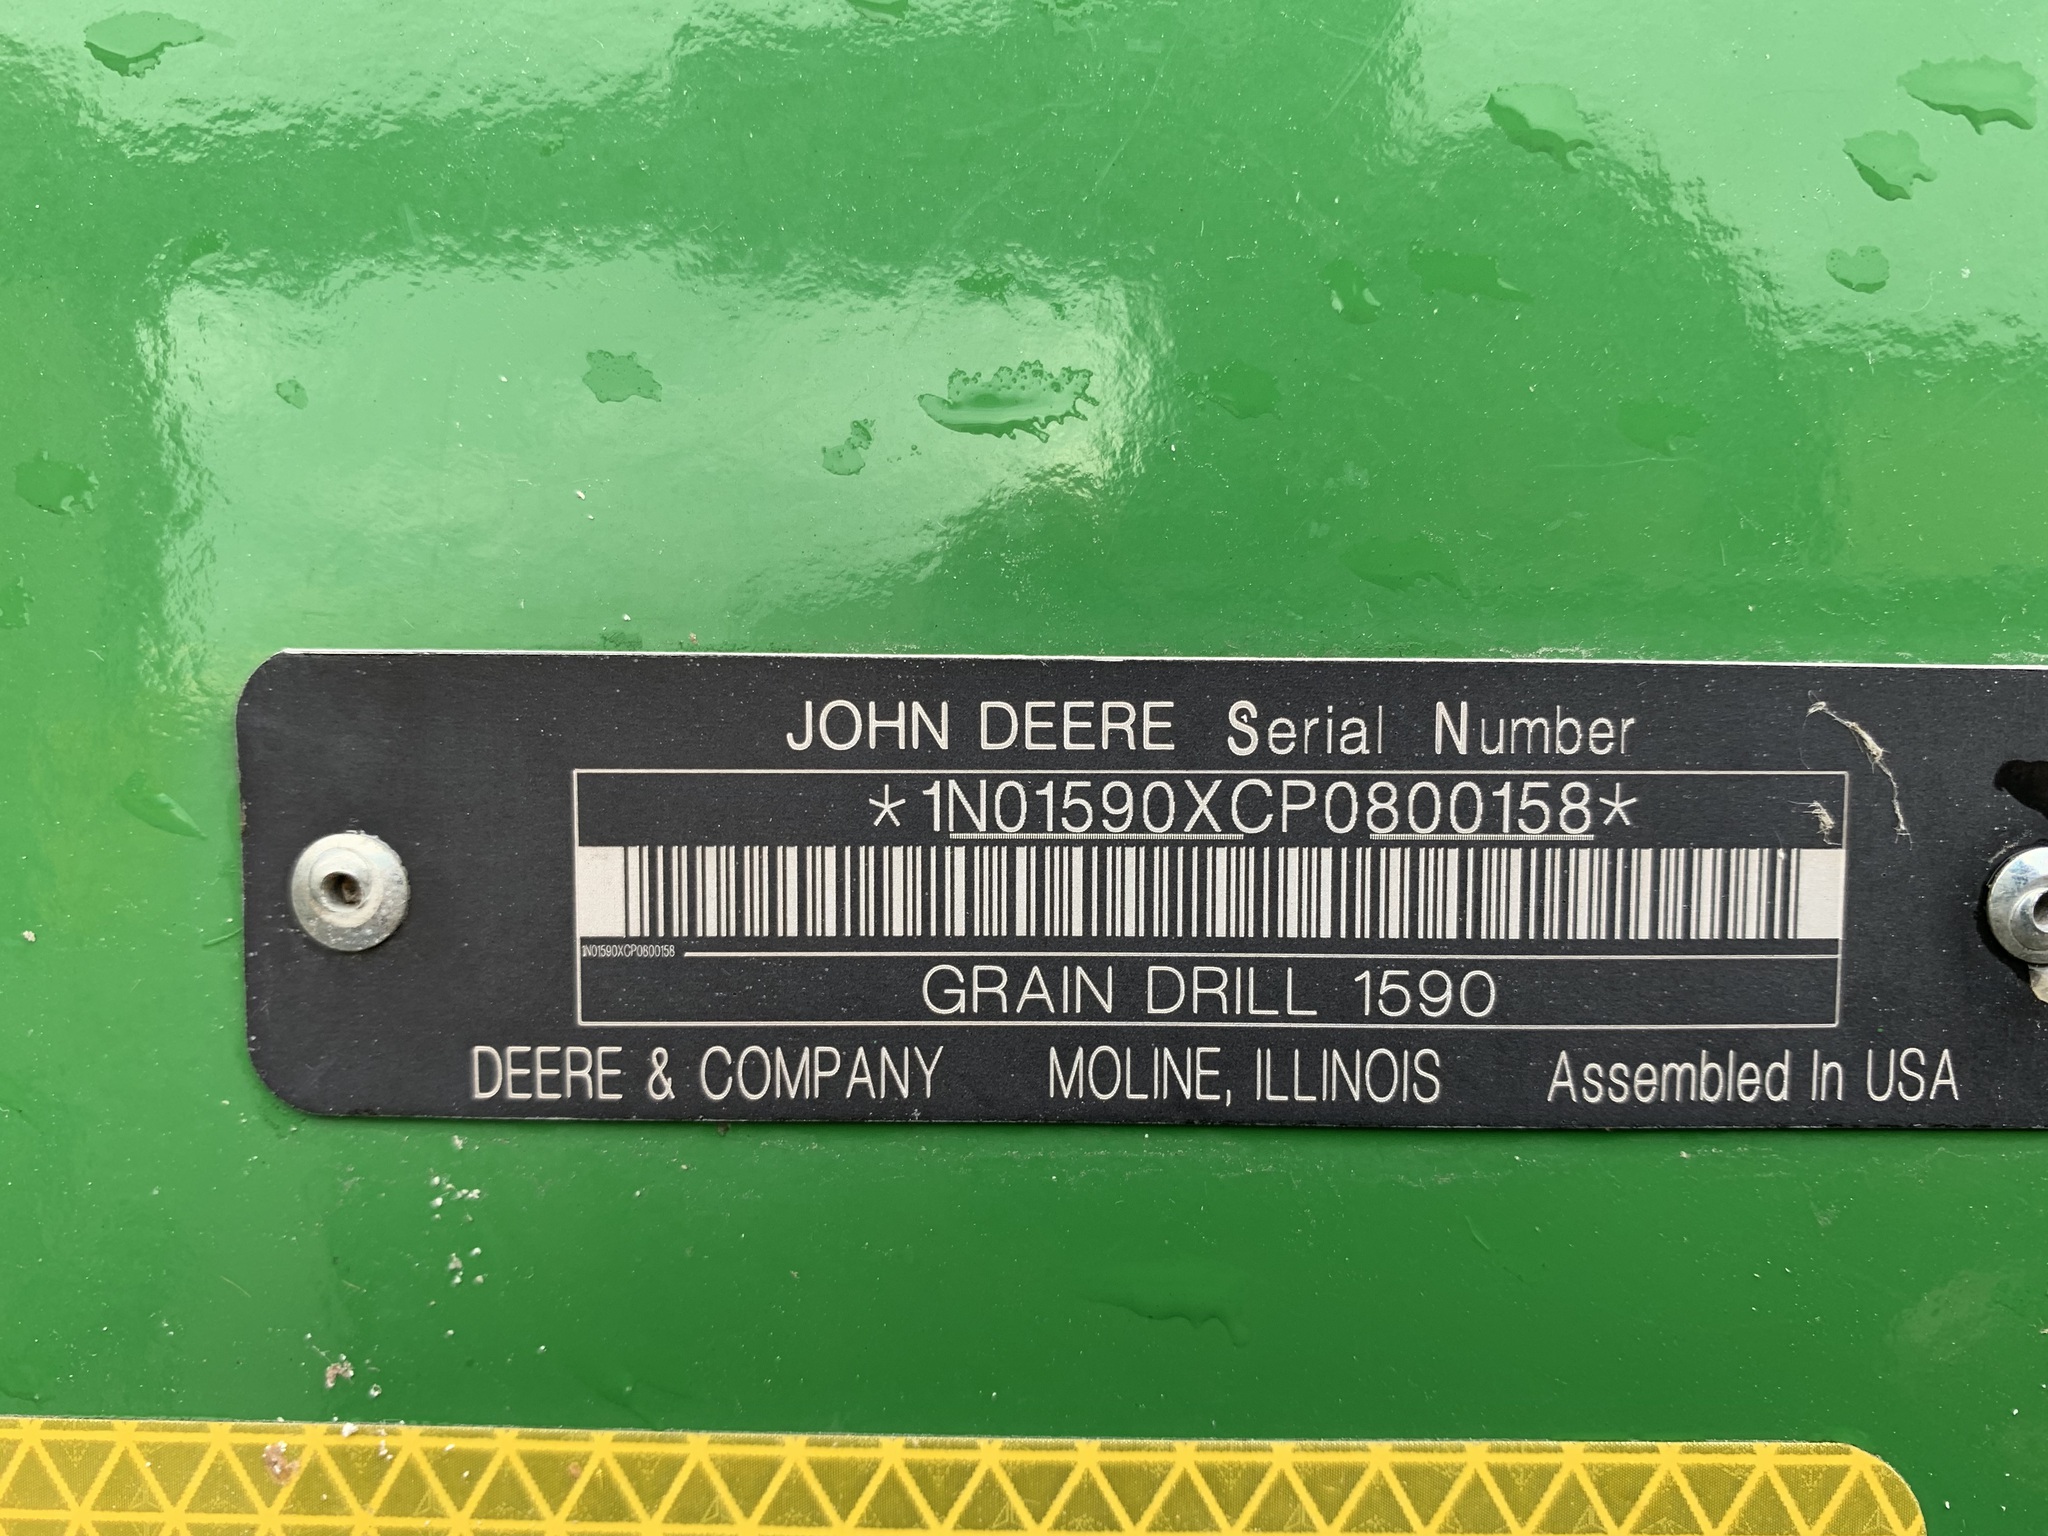 JOHN DEERE Serial Number
*1N01590XCP0800158*
1N01590XCP0800158
GRAIN DRILL 1590
DEERE & COMPANY MOLINE, ILLINOIS Assembled In USA